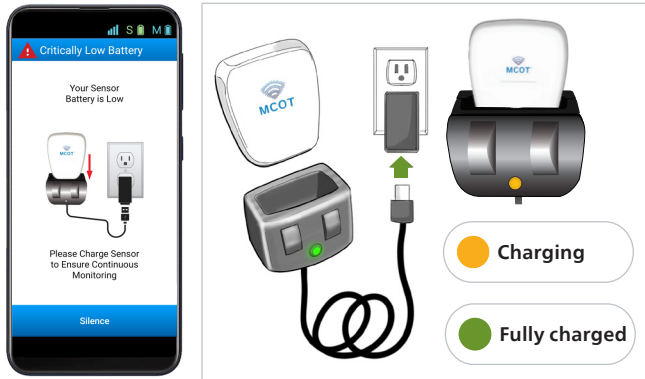 S M
Critically Low Battery
Your Sensor
Battery is Low
MCOT
Please Charge Sensor
to Ensure Continuous
Monitoring
Silence
MCOT
MCOT
Charging
Fully charged